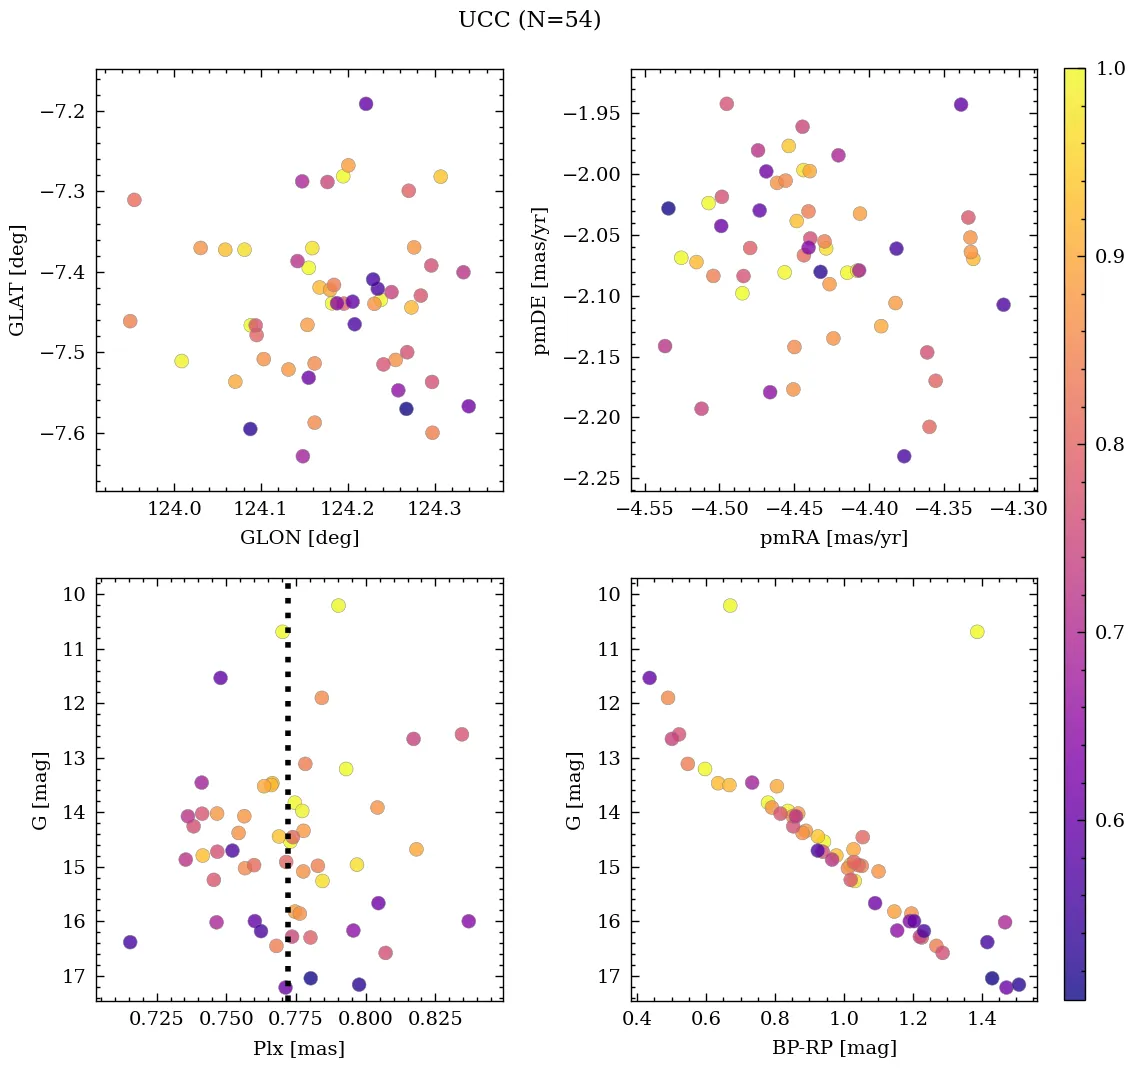 UCC (N=54)
−7.2
−7.3
−7.4
−7.5
−7.6
GLAT [deg]
124.0 124.1 124.2 124.3
GLON [deg]
−1.95
−2.00
−2.05
−2.10
−2.15
−2.20
−2.25
pmDE [mas/yr]
−4.55 −4.50 −4.45 −4.40 −4.35 −4.30
pmRA [mas/yr]
10
11
12
13
14
15
16
17
G [mag]
0.725 0.750 0.775 0.800 0.825
Plx [mas]
10
11
12
13
14
15
16
17
G [mag]
0.4 0.6 0.8 1.0 1.2 1.4
BP-RP [mag]
1.0
0.9
0.8
0.7
0.6